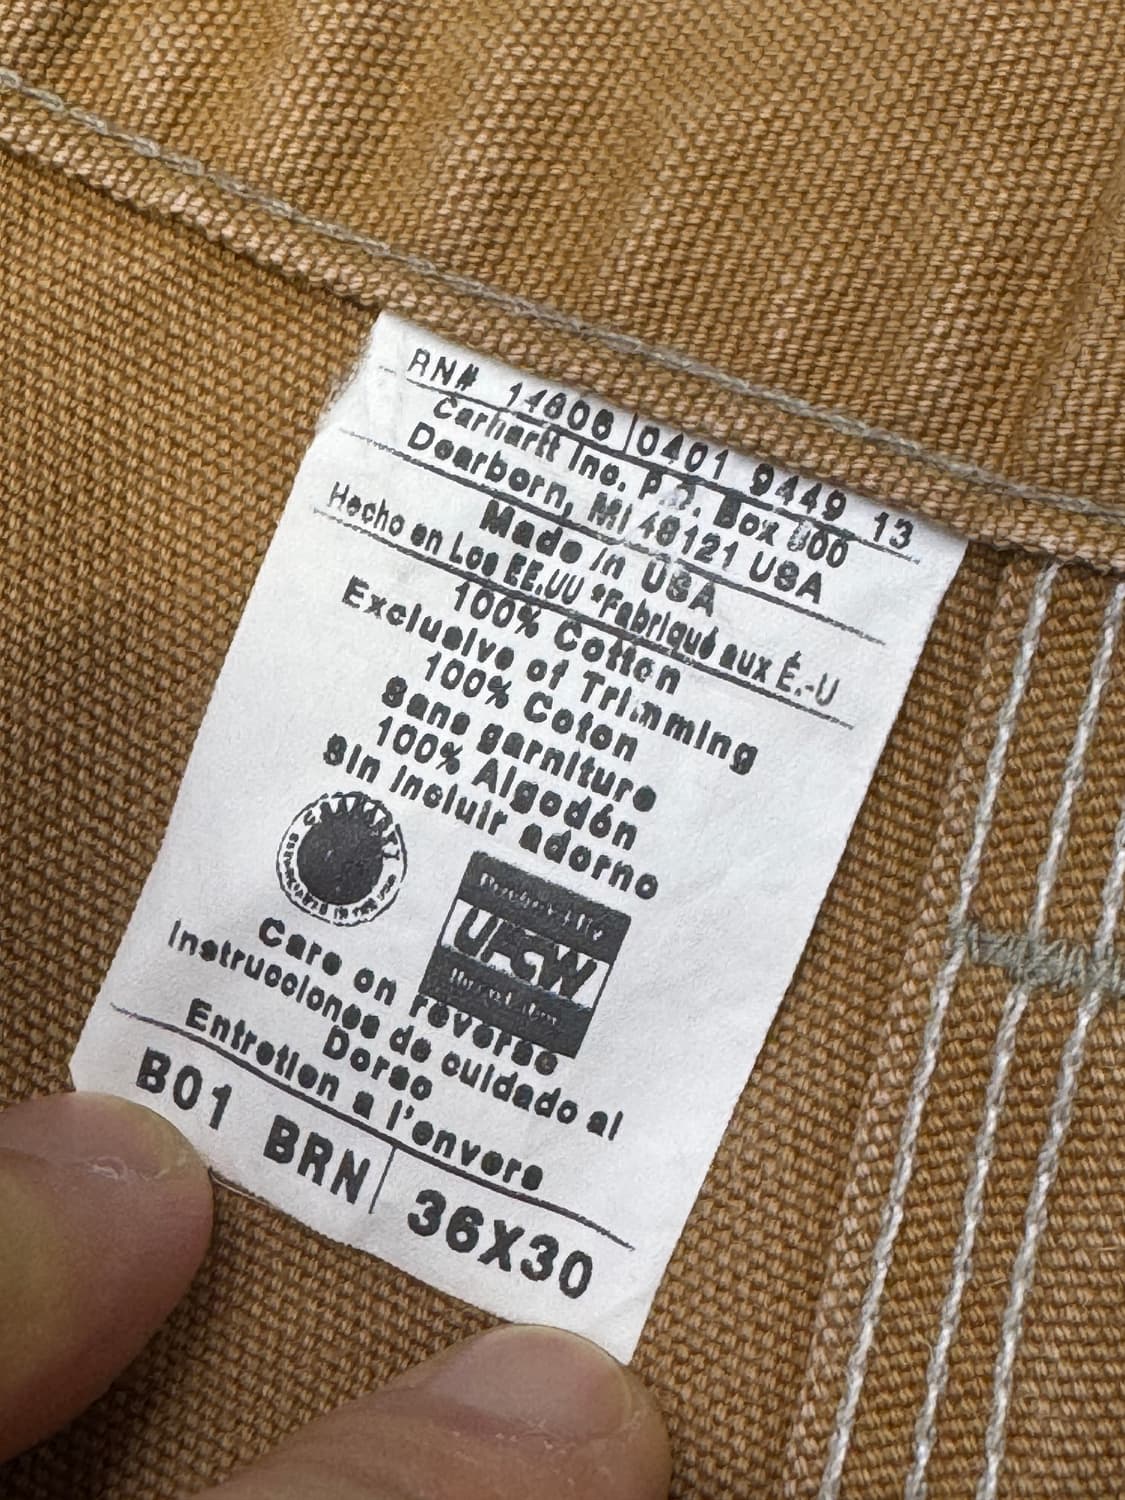 RN# 14806 | 0401 9449 13
Carhartt Inc. P.O. Box 600
Dearborn, MI 48121 USA
Made in USA
Hecho en Los EE.UU *Fabriqué aux É.-U
100% Cotton
Exclusive of Trimming
100% Coton
Sans garniture
100% Algodón
Sin incluir adorno
CARHARTT
UFCW
Care on reverse
Instrucciones de cuidado al
Dorso
Entretien a l'envers
B01 BRN | 36X30